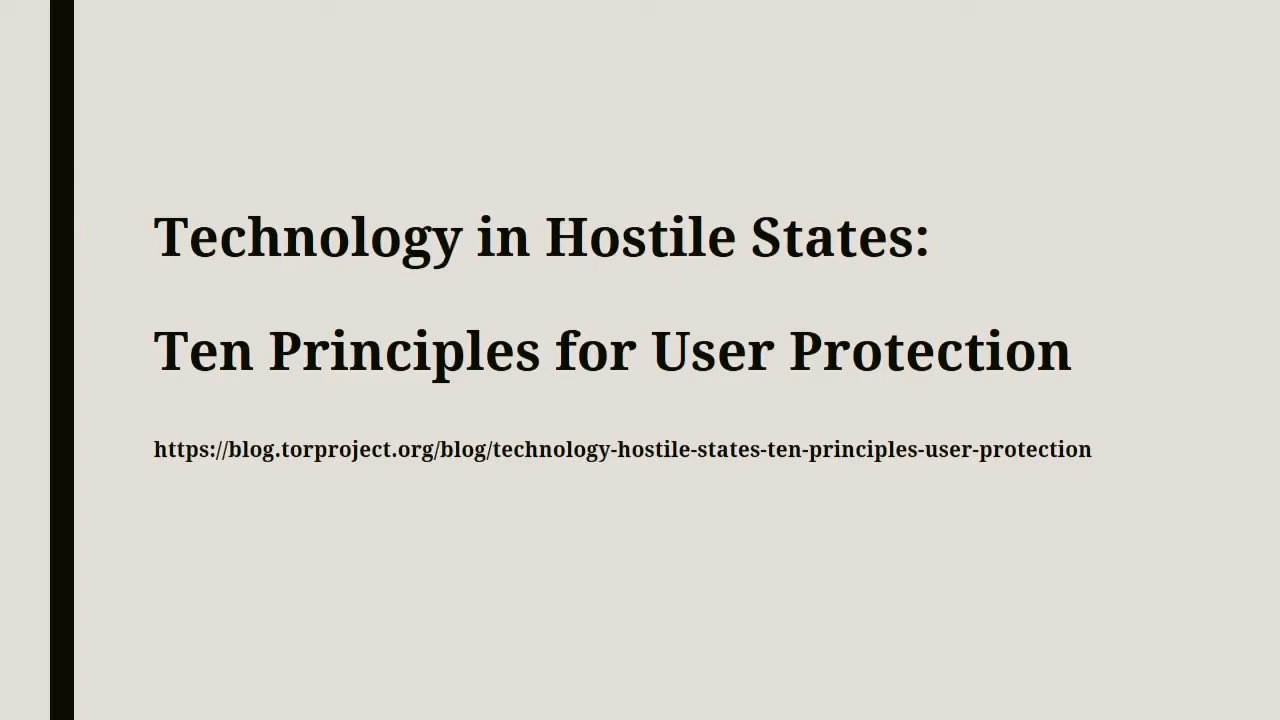 Technology in Hostile States:
Ten Principles for User Protection
https://blog.torproject.org/blog/technology-hostile-states-ten-principles-user-protection